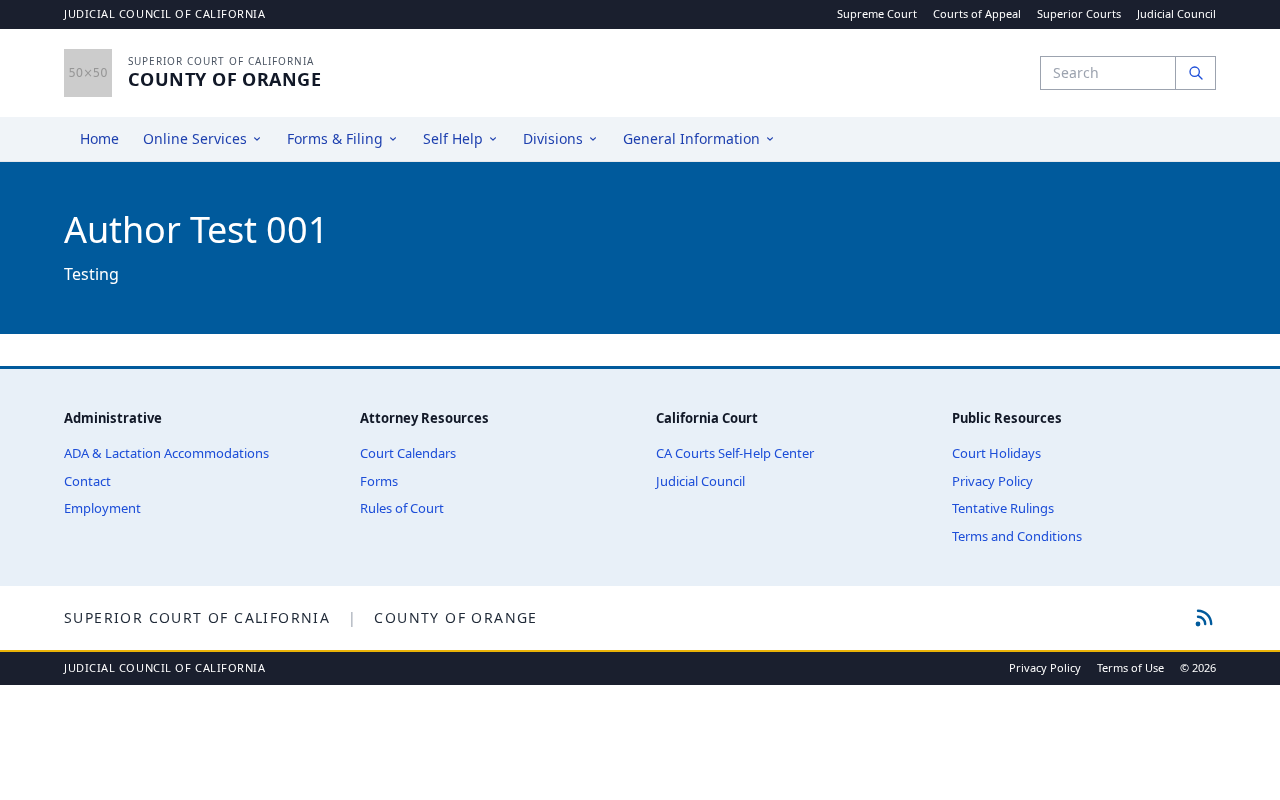 JUDICIAL COUNCIL OF CALIFORNIA
Supreme Court Courts of Appeal Superior Courts Judicial Council
50×50
SUPERIOR COURT OF CALIFORNIA
COUNTY OF ORANGE
Search
Home Online Services Forms & Filing Self Help Divisions General Information
Author Test 001
Testing
Administrative
ADA & Lactation Accommodations
Contact
Employment
Attorney Resources
Court Calendars
Forms
Rules of Court
California Court
CA Courts Self-Help Center
Judicial Council
Public Resources
Court Holidays
Privacy Policy
Tentative Rulings
Terms and Conditions
SUPERIOR COURT OF CALIFORNIA | COUNTY OF ORANGE
JUDICIAL COUNCIL OF CALIFORNIA
Privacy Policy Terms of Use © 2026